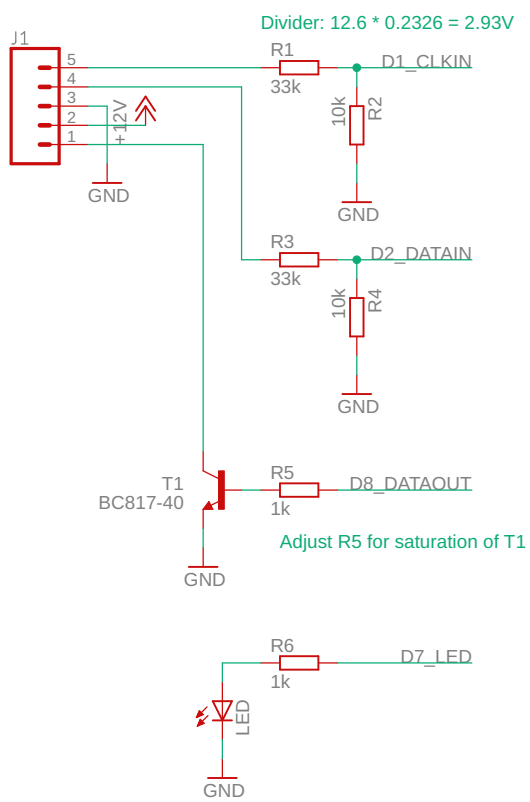 Divider: 12.6 * 0.2326 = 2.93V
J1
5
4
3
2
1
+12V
GND
R1
33k
D1_CLKIN
10k
R2
GND
R3
33k
D2_DATAIN
10k
R4
GND
T1
BC817-40
R5
1k
D8_DATAOUT
Adjust R5 for saturation of T1
GND
R6
1k
D7_LED
LED
GND